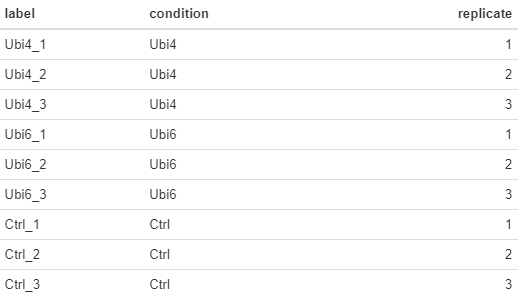 label condition replicate
Ubi4_1 Ubi4 1
Ubi4_2 Ubi4 2
Ubi4_3 Ubi4 3
Ubi6_1 Ubi6 1
Ubi6_2 Ubi6 2
Ubi6_3 Ubi6 3
Ctrl_1 Ctrl 1
Ctrl_2 Ctrl 2
Ctrl_3 Ctrl 3